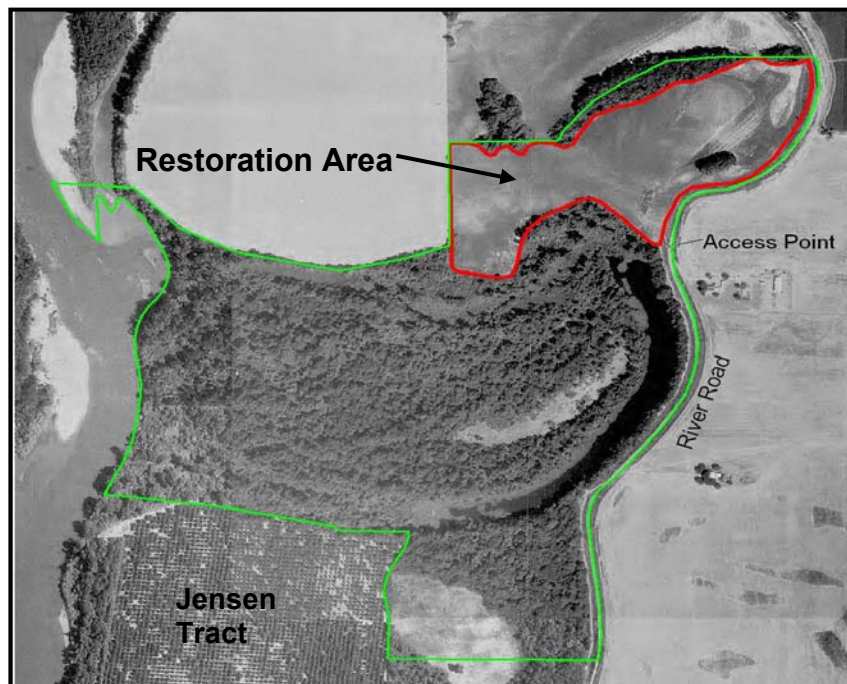 Restoration Area
Access Point
River Road
Jensen
Tract